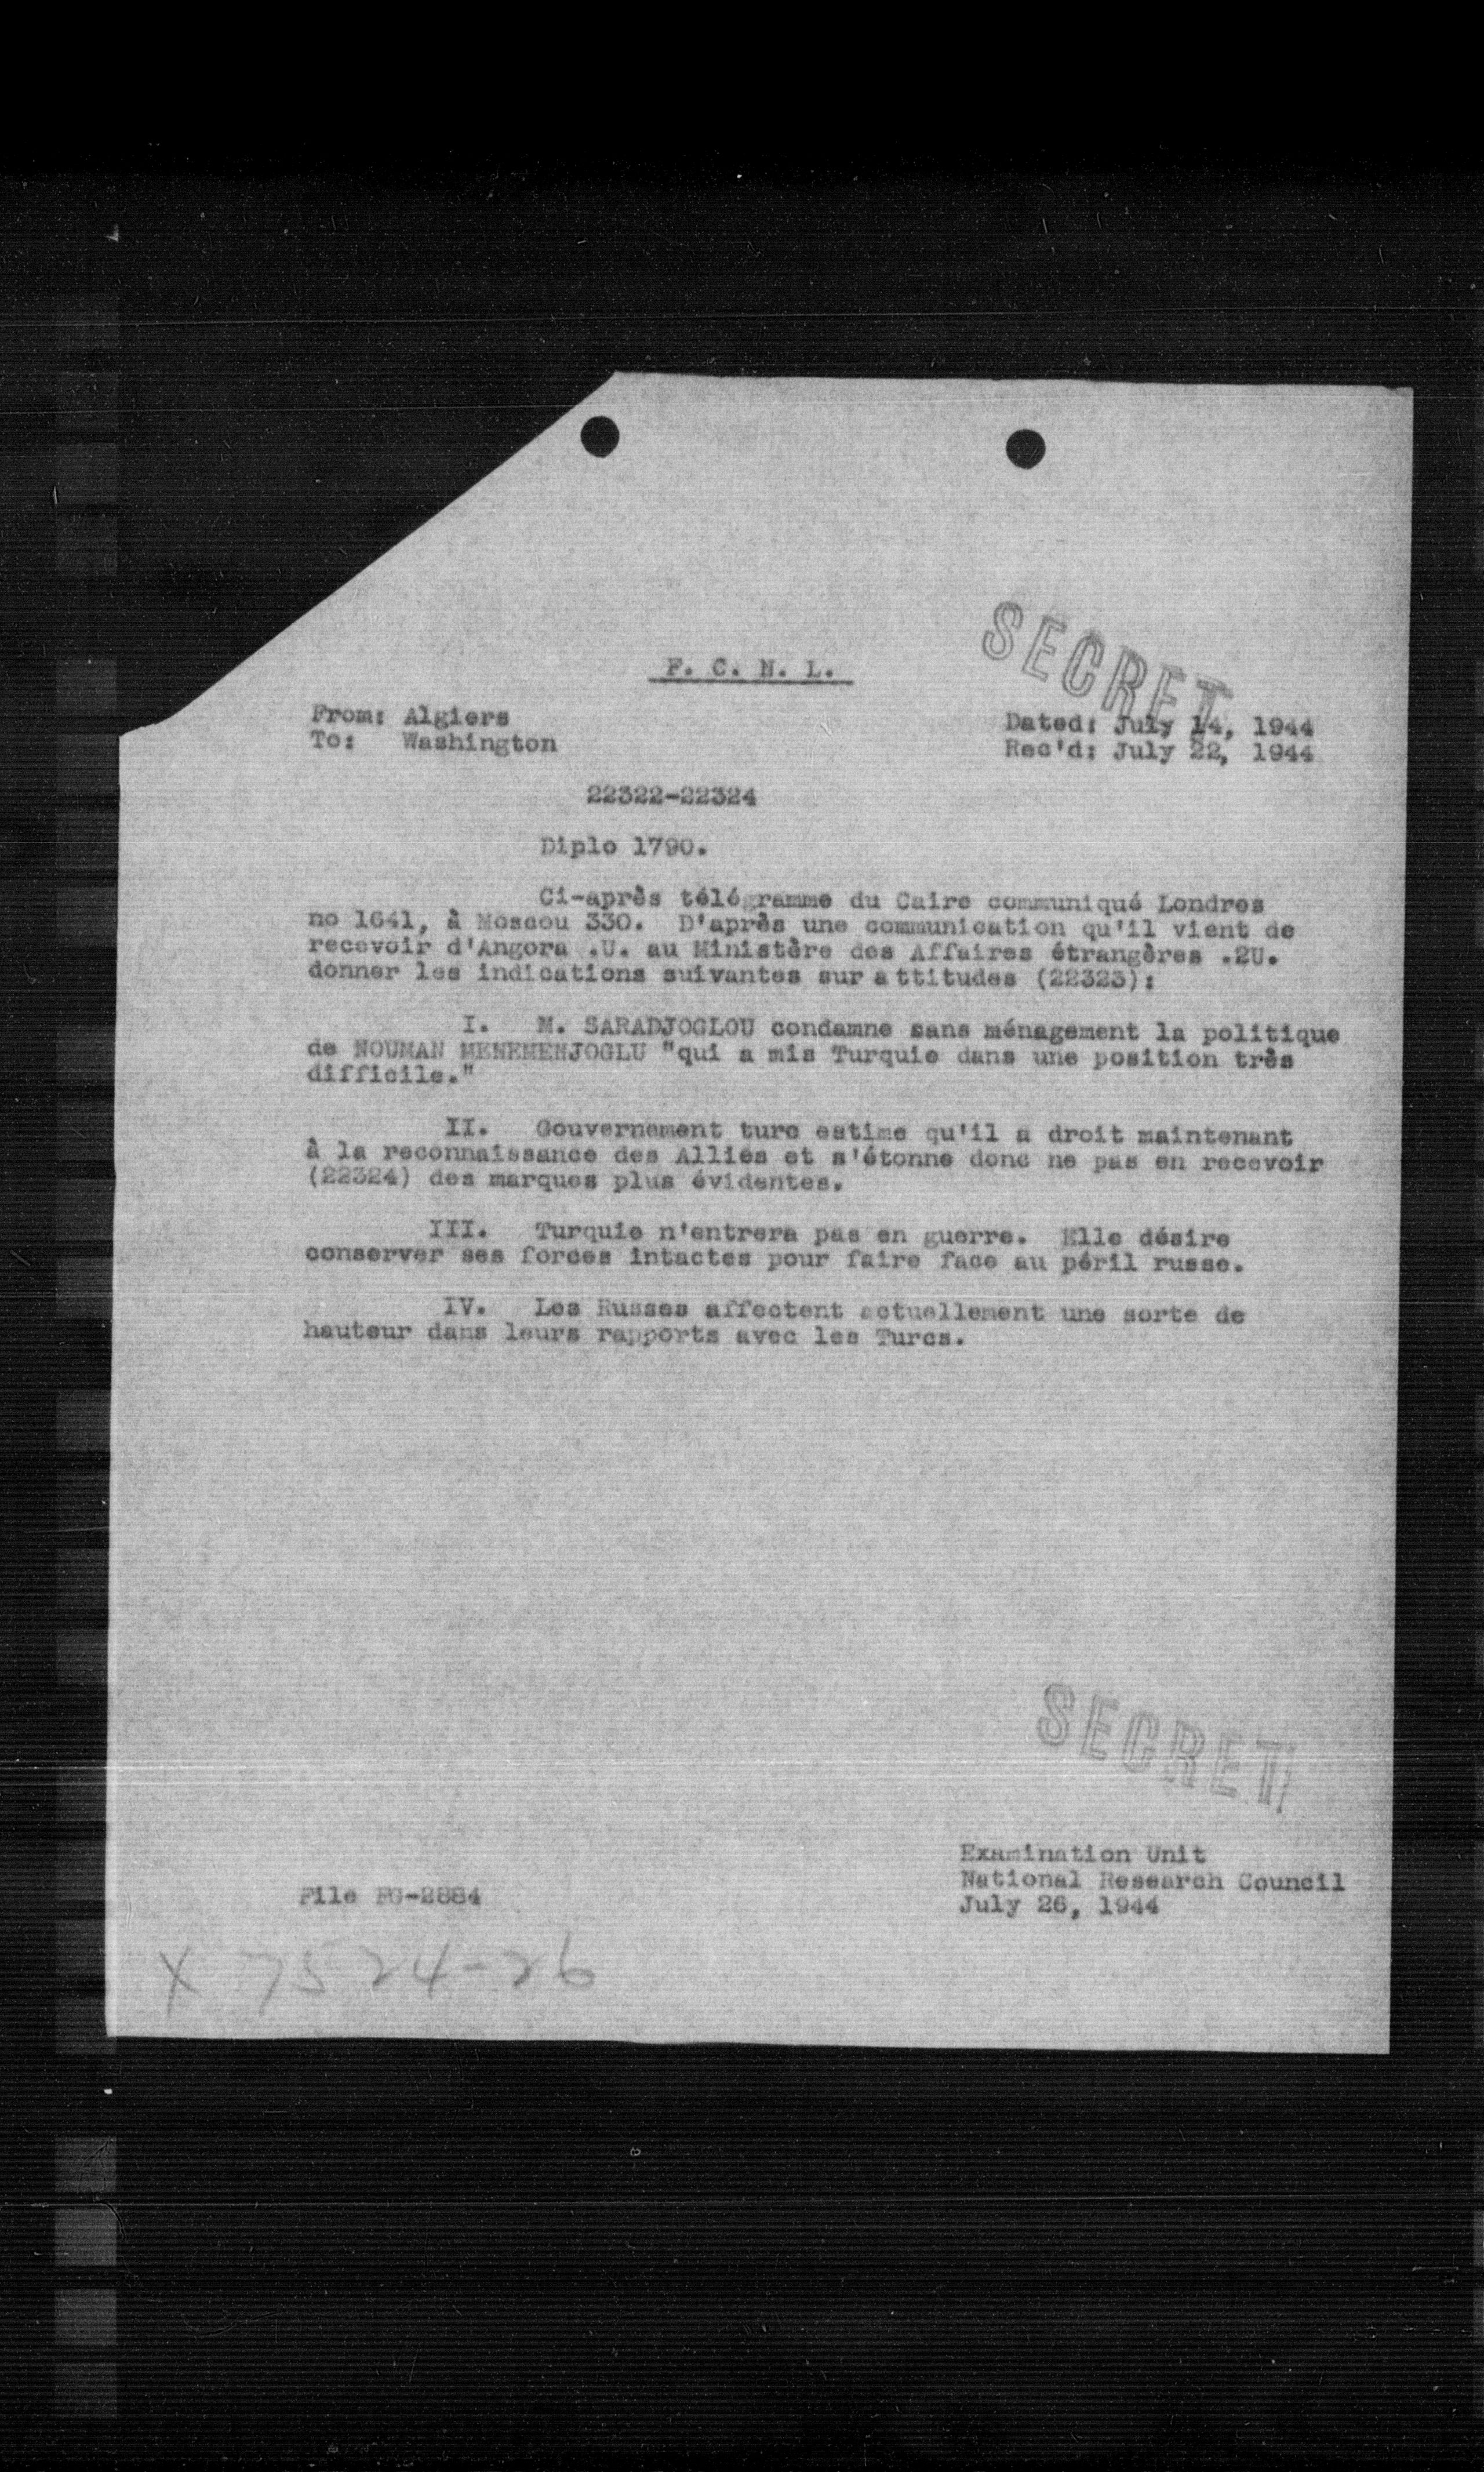 SECRET
F. C. N. L.
From: Algiers
To: Washington
Dated: July 14, 1944
Rec'd: July 22, 1944
22322-22324
Diplo 1790.
Ci-après télégramme du Caire communiqué Londres
no 1641, à Moscou 330. D'après une communication qu'il vient de
recevoir d'Angora .U. au Ministère des Affaires étrangères .2U.
donner les indications suivantes sur attitudes (22323):
I. M. SARADJOGLOU condamne sans ménagement la politique
de NOUMAN MENEMENJOGLU "qui a mis Turquie dans une position très
difficile."
II. Gouvernement turc estime qu'il a droit maintenant
à la reconnaissance des Alliés et s'étonne donc ne pas en recevoir
(22324) des marques plus évidentes.
III. Turquie n'entrera pas en guerre. Elle désire
conserver ses forces intactes pour faire face au péril russe.
IV. Les Russes affectent actuellement une sorte de
hauteur dans leurs rapports avec les Turcs.
SECRET
Examination Unit
National Research Council
July 26, 1944
File FG-2884
X 7524-26